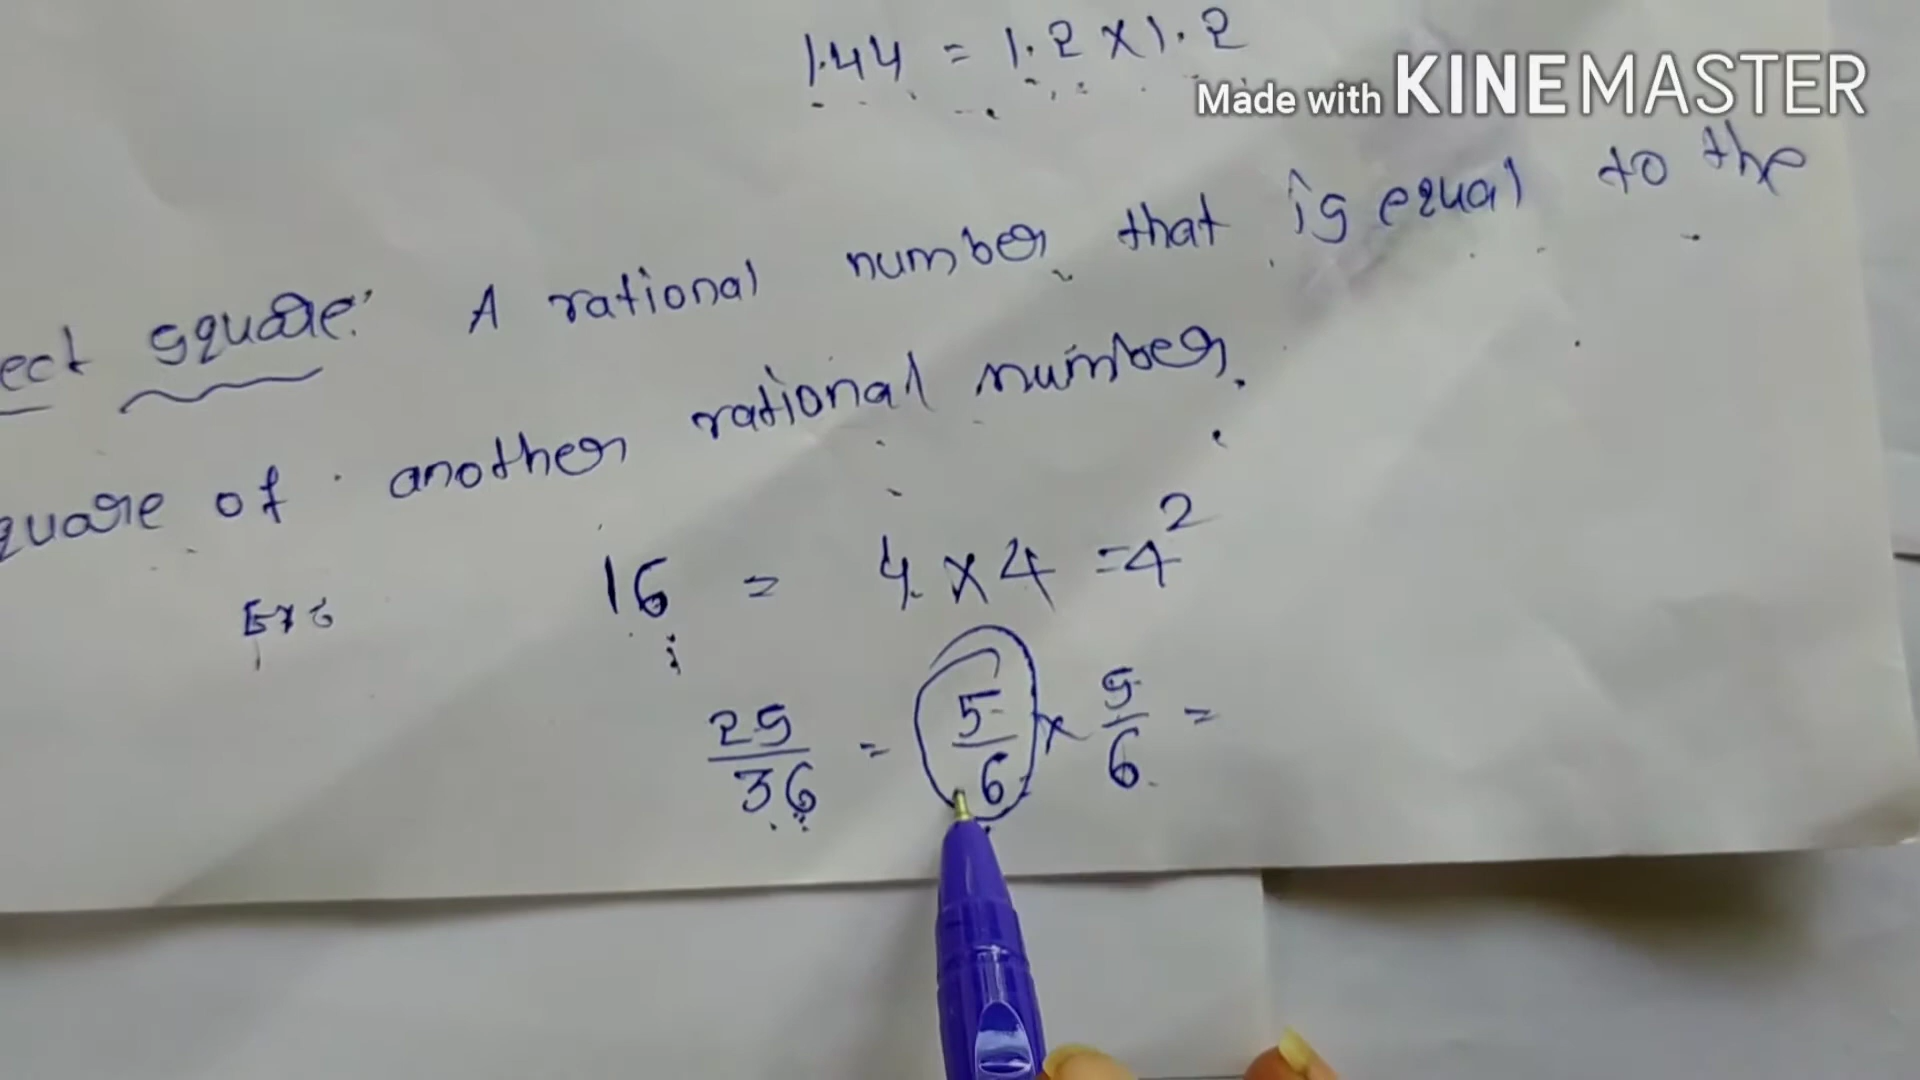 1.44 = 1.2 × 1.2
Made with KINEMASTER
ect square: A rational number that is equal to the
quare of another rational number.
Ex: 16 = 4 × 4 = 4²
25/36 = 5/6 × 5/6 =